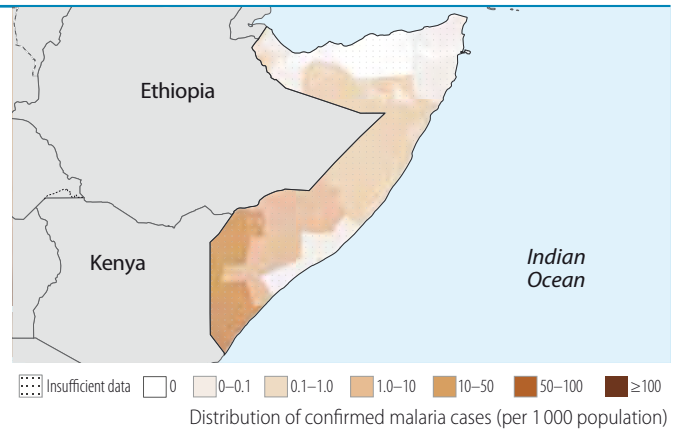 Ethiopia
Kenya
Indian
Ocean
Insufficient data 0 0–0.1 0.1–1.0 1.0–10 10–50 50–100 ≥100
Distribution of confirmed malaria cases (per 1 000 population)